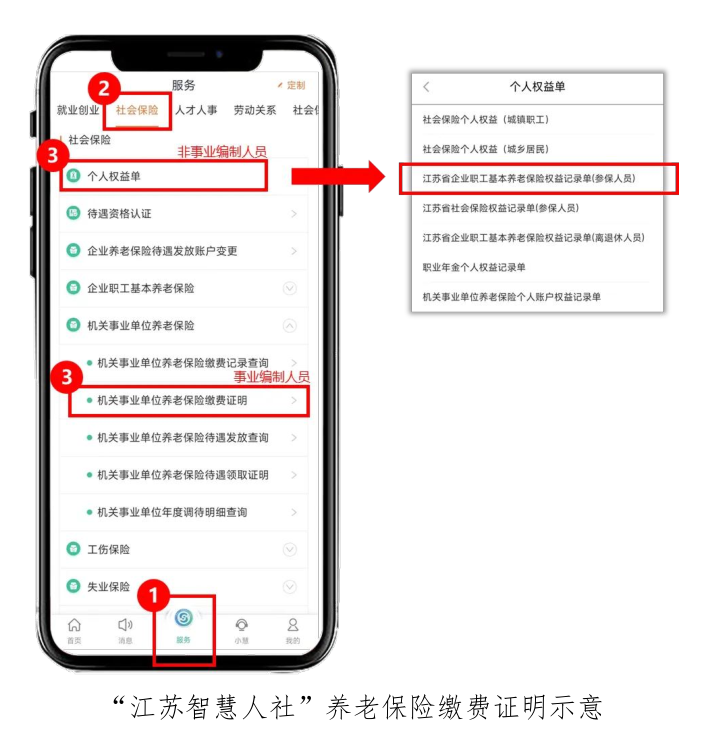 服务
定制
2
就业创业 社会保险 人才人事 劳动关系 社会
社会保险
非事业编制人员
3
个人权益单
待遇资格认证
企业养老保险待遇发放账户变更
企业职工基本养老保险
机关事业单位养老保险
机关事业单位养老保险缴费记录查询
事业编制人员
3
机关事业单位养老保险缴费证明
机关事业单位养老保险待遇发放查询
机关事业单位养老保险待遇领取证明
机关事业单位年度调待明细查询
工伤保险
失业保险
1
首页 消息 服务 小慧 我的
个人权益单
社会保险个人权益（城镇职工）
社会保险个人权益（城乡居民）
江苏省企业职工基本养老保险权益记录单(参保人员)
江苏省社会保险权益记录单(参保人员)
江苏省企业职工基本养老保险权益记录单(离退休人员)
职业年金个人权益记录单
机关事业单位养老保险个人账户权益记录单
“江苏智慧人社”养老保险缴费证明示意